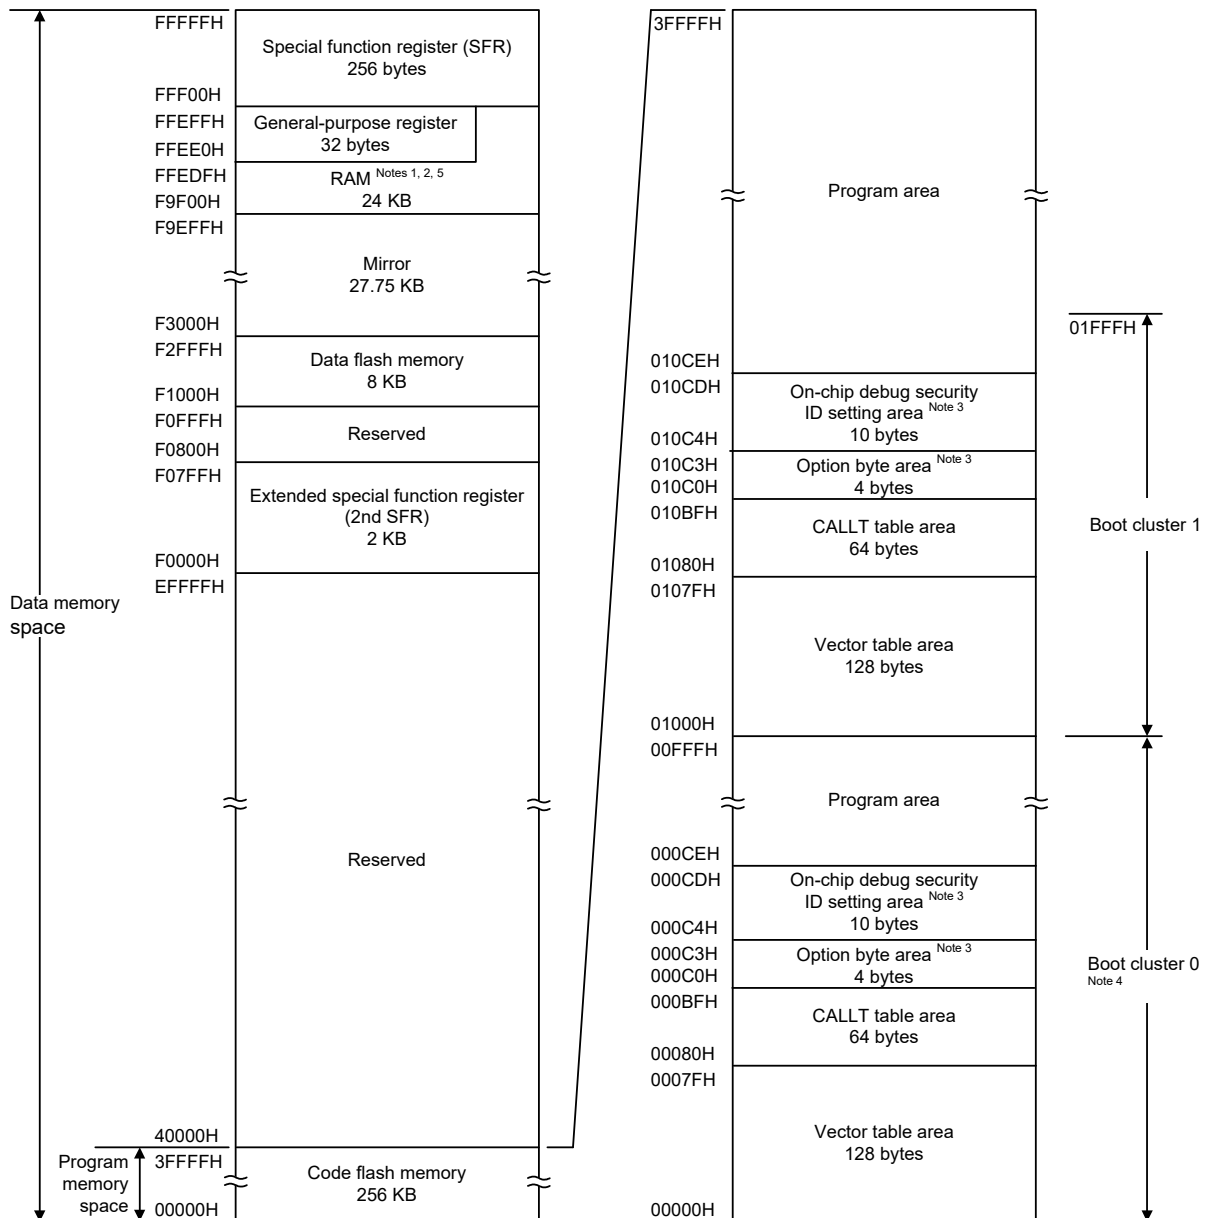 FFFFFH
Special function register (SFR)
256 bytes
FFF00H
FFEFFH
General-purpose register
32 bytes
FFEE0H
FFEDFH
RAM Notes 1, 2, 5
24 KB
F9F00H
F9EFFH
Mirror
27.75 KB
F3000H
F2FFFH
Data flash memory
8 KB
F1000H
F0FFFH
Reserved
F0800H
F07FFH
Extended special function register
(2nd SFR)
2 KB
F0000H
EFFFFH
Data memory
space
Reserved
40000H
3FFFFH
Program
memory
space
Code flash memory
256 KB
00000H
3FFFFH
Program area
01FFFH
010CEH
010CDH
On-chip debug security
ID setting area Note 3
10 bytes
010C4H
010C3H
Option byte area Note 3
4 bytes
010C0H
010BFH
CALLT table area
64 bytes
01080H
0107FH
Boot cluster 1
Vector table area
128 bytes
01000H
00FFFH
Program area
000CEH
000CDH
On-chip debug security
ID setting area Note 3
10 bytes
000C4H
000C3H
Option byte area Note 3
4 bytes
000C0H
000BFH
Boot cluster 0
Note 4
CALLT table area
64 bytes
00080H
0007FH
Vector table area
128 bytes
00000H